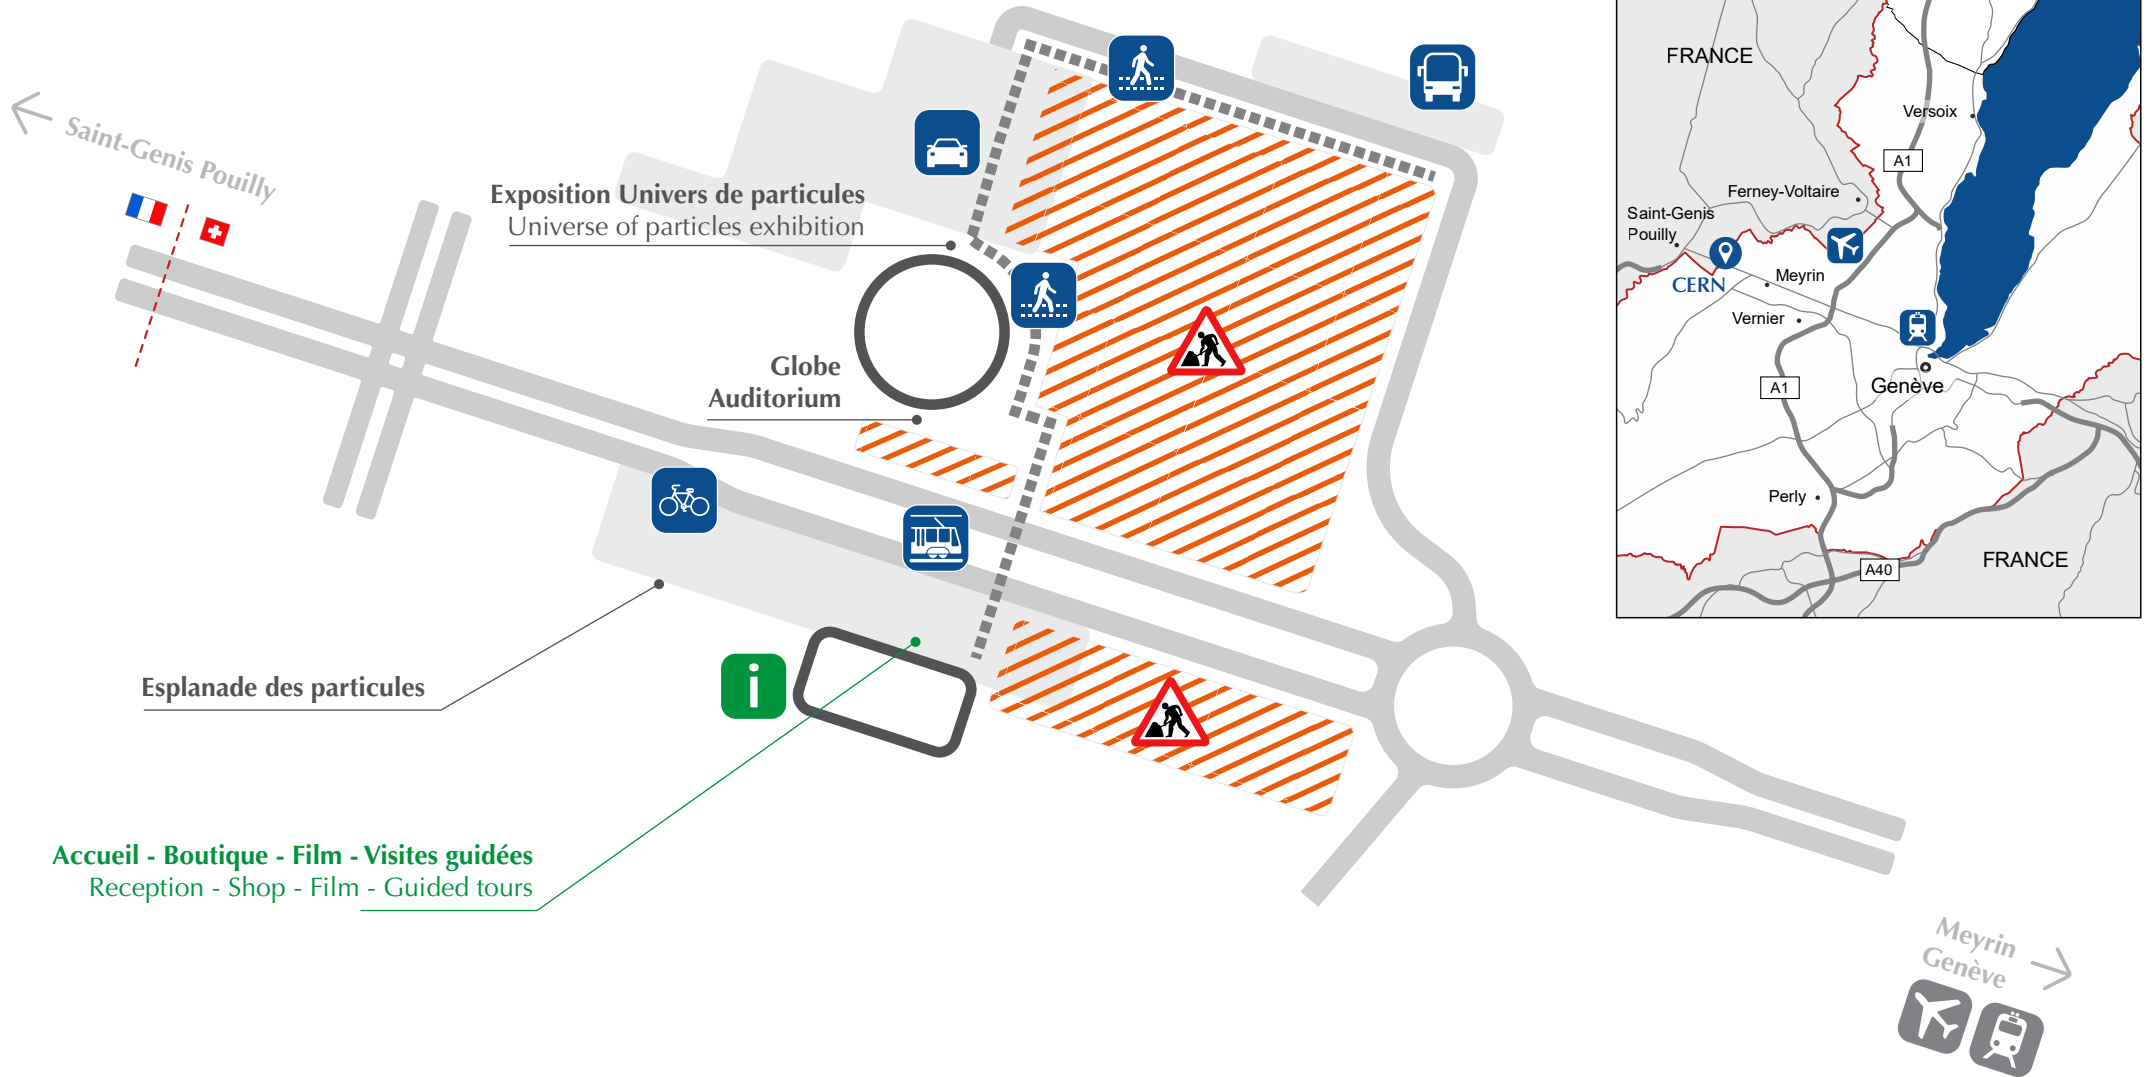 Saint-Genis Pouilly
Exposition Univers de particules
Universe of particles exhibition
Globe
Auditorium
Esplanade des particules
i
Accueil - Boutique - Film - Visites guidées
Reception - Shop - Film - Guided tours
Meyrin
Genève
FRANCE
Versoix
A1
Ferney-Voltaire
Saint-Genis
Pouilly
CERN
Meyrin
Vernier
A1
Genève
Perly
A40
FRANCE